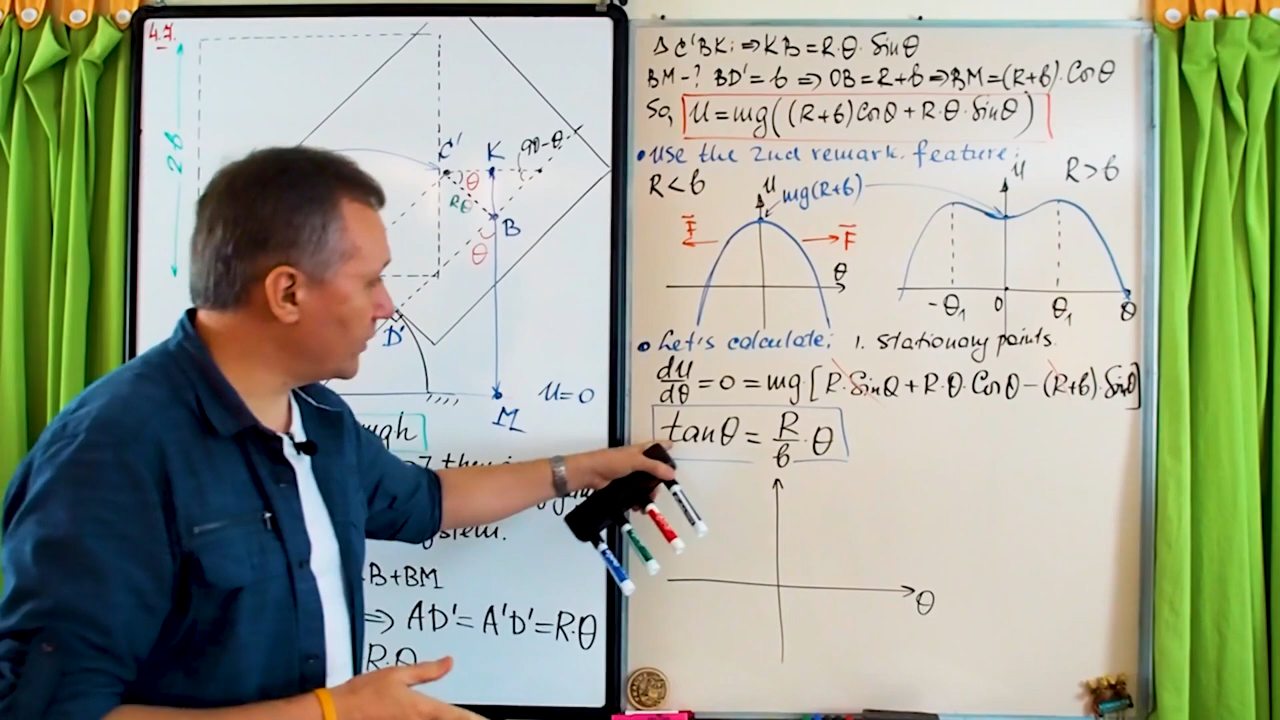 4.7.
2b
C'
K
90-θ
θ
Rθ
B
θ
D'
U=0
M
mgh
B+BM
⇒ AD'=A'D'=R·θ
R·θ
Δ C'BK: ⇒ KB=R·θ·Sinθ
BM-? BD'=b ⇒ OB=R+b ⇒ BM=(R+b)·Cosθ
So, U=mg((R+b)Cosθ+R·θ·Sinθ)
• Use the 2nd remark. feature:
R<b
U
mg(R+b)
U
R>b
F
F
θ
-θ1
0
θ1
θ
• Let's calculate: 1. Stationary points.
dU/dθ=0=mg[R·Sinθ+R·θ·Cosθ-(R+b)·Sinθ]
tanθ=R/b·θ
θ